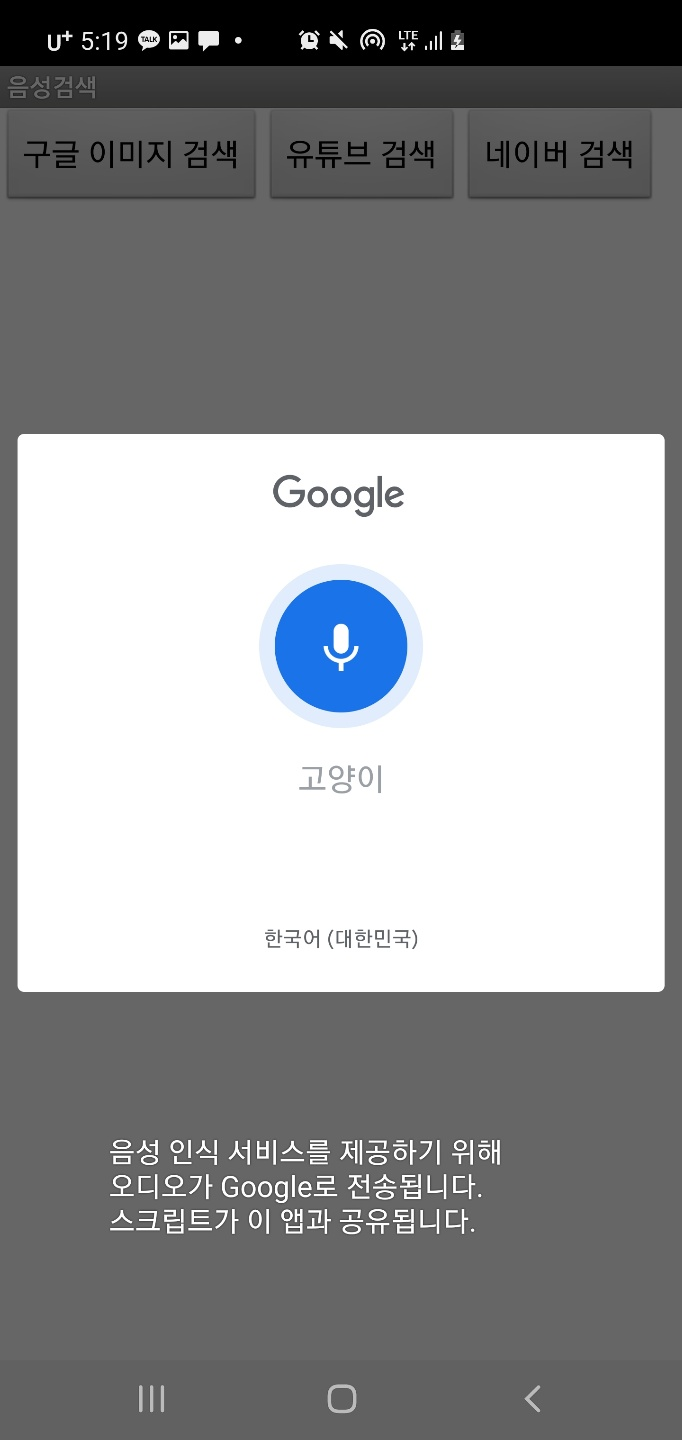 U+ 5:19 TALK LTE
음성검색
구글 이미지 검색 유튜브 검색 네이버 검색
Google
고양이
한국어 (대한민국)
음성 인식 서비스를 제공하기 위해
오디오가 Google로 전송됩니다.
스크립트가 이 앱과 공유됩니다.